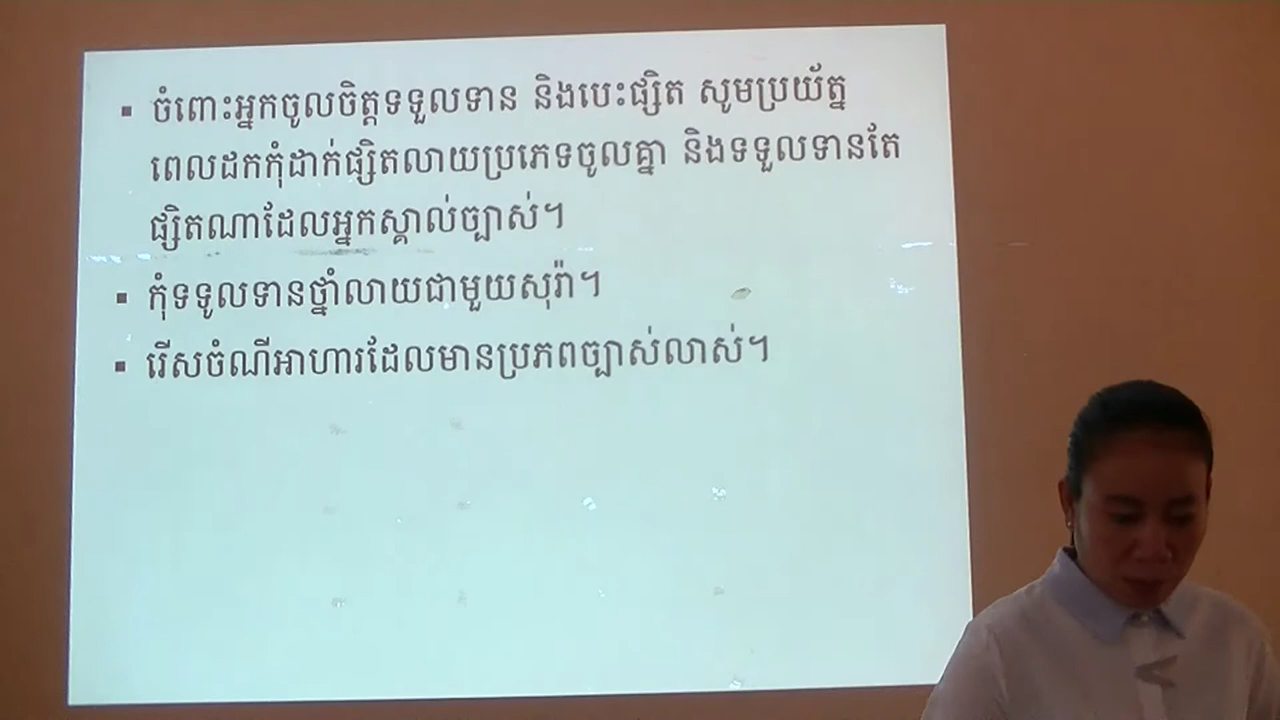 ▪ ចំពោះអ្នកចូលចិត្តទទួលទាន និងបេះផ្សិត សូមប្រយ័ត្ន
ពេលដកកុំដាក់ផ្សិតលាយប្រភេទចូលគ្នា និងទទួលទានតែ
ផ្សិតណាដែលអ្នកស្គាល់ច្បាស់។
▪ កុំទទួលទានថ្នាំលាយជាមួយសុរ៉ា។
▪ រើសចំណីអាហារដែលមានប្រភពច្បាស់លាស់។